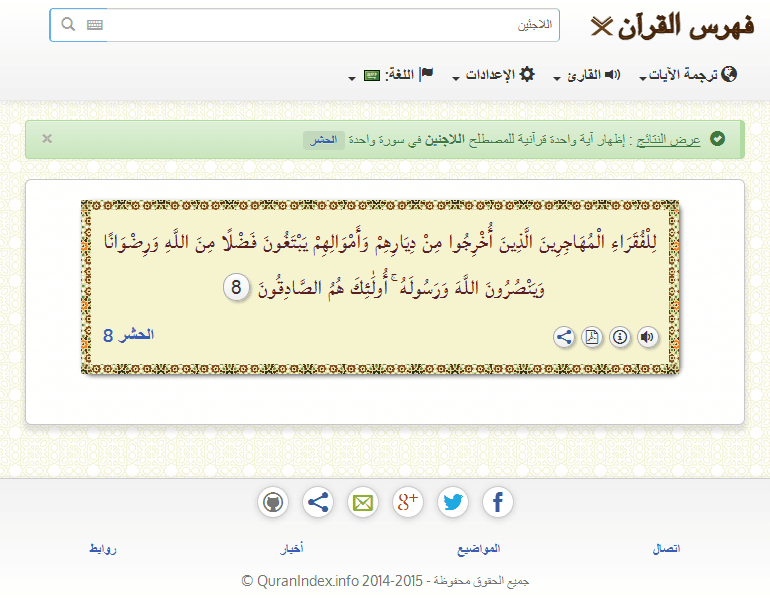 فهرس القرآن
اللاجئين
ترجمة الآيات
القارئ
الإعدادات
اللغة:
عرض النتائج : إظهار آية واحدة قرآنية للمصطلح اللاجئين في سورة واحدة الحشر ×
لِلْفُقَرَاءِ الْمُهَاجِرِينَ الَّذِينَ أُخْرِجُوا مِنْ دِيَارِهِمْ وَأَمْوَالِهِمْ يَبْتَغُونَ فَضْلًا مِنَ اللَّهِ وَرِضْوَانًا
وَيَنْصُرُونَ اللَّهَ وَرَسُولَهُ ۚ أُولَٰئِكَ هُمُ الصَّادِقُونَ 8
الحشر 8
اتصال
المواضيع
أخبار
روابط
جميع الحقوق محفوظة - QuranIndex.info 2014-2015 ©